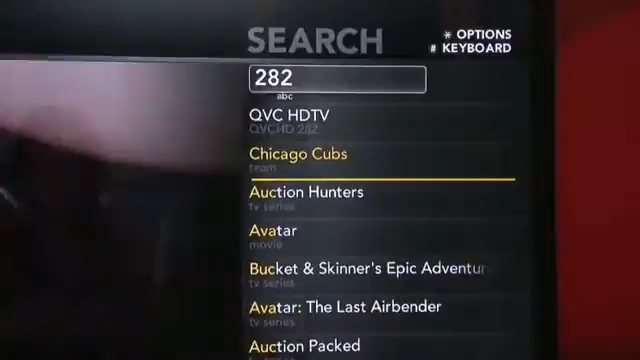 SEARCH
* OPTIONS
# KEYBOARD
282
abc
QVC HDTV
QVCHD 282
Chicago Cubs
team
Auction Hunters
tv series
Avatar
movie
Bucket & Skinner's Epic Adventur
tv series
Avatar: The Last Airbender
tv series
Auction Packed